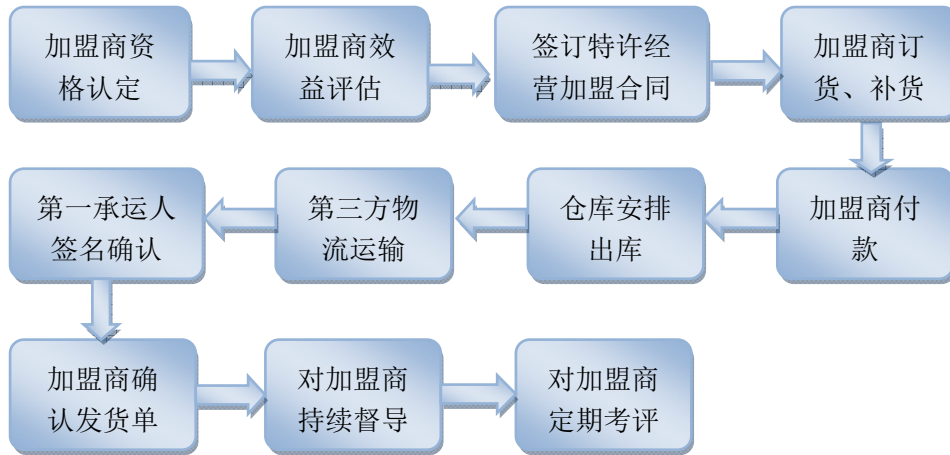 加盟商资
格认定
加盟商效
益评估
签订特许经
营加盟合同
加盟商订
货、补货
加盟商付
款
仓库安排
出库
第三方物
流运输
第一承运人
签名确认
加盟商确
认发货单
对加盟商
持续督导
对加盟商
定期考评